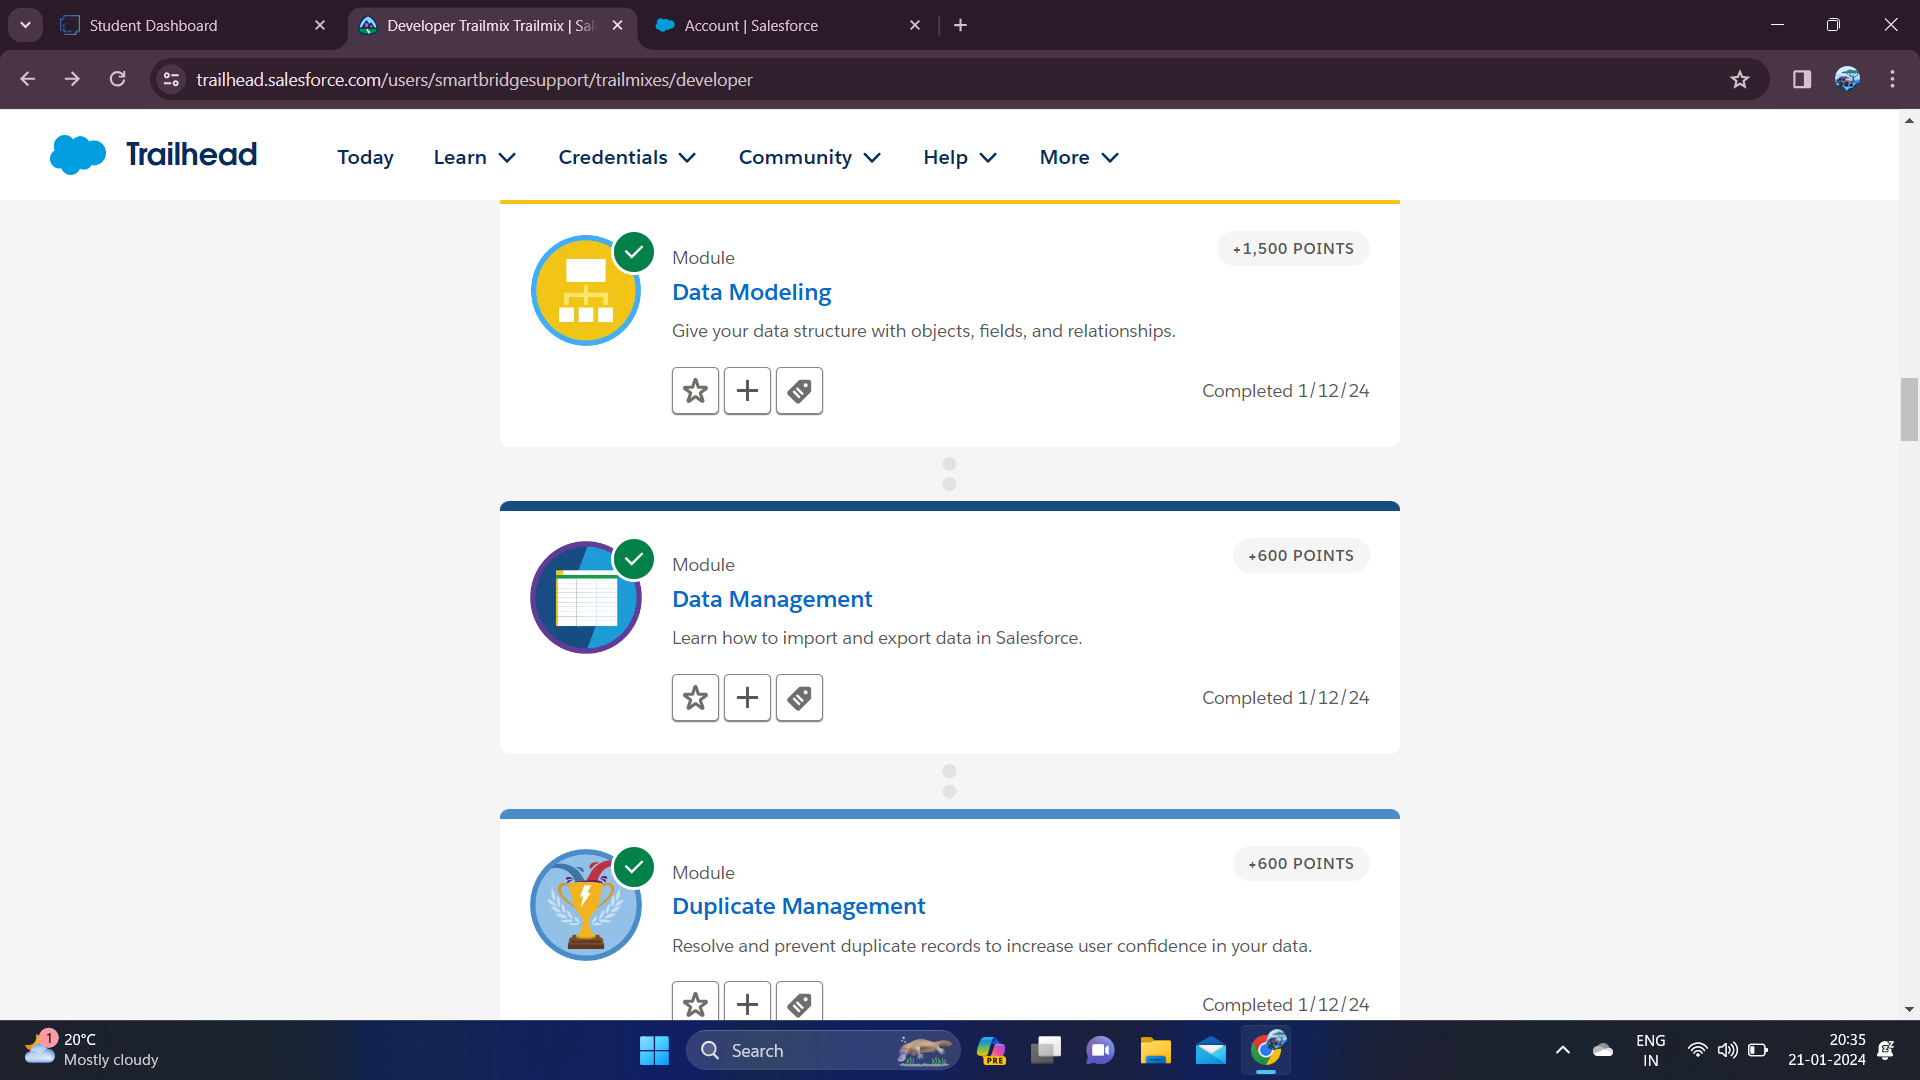 Student Dashboard
Developer Trailmix Trailmix | Sal
Account | Salesforce
trailhead.salesforce.com/users/smartbridgesupport/trailmixes/developer
Trailhead
Today Learn Credentials Community Help More
Module
+1,500 POINTS
Data Modeling
Give your data structure with objects, fields, and relationships.
Completed 1/12/24
Module
+600 POINTS
Data Management
Learn how to import and export data in Salesforce.
Completed 1/12/24
Module
+600 POINTS
Duplicate Management
Resolve and prevent duplicate records to increase user confidence in your data.
Completed 1/12/24
1
20°C
Mostly cloudy
Search
PRE
ENG
IN
20:35
21-01-2024